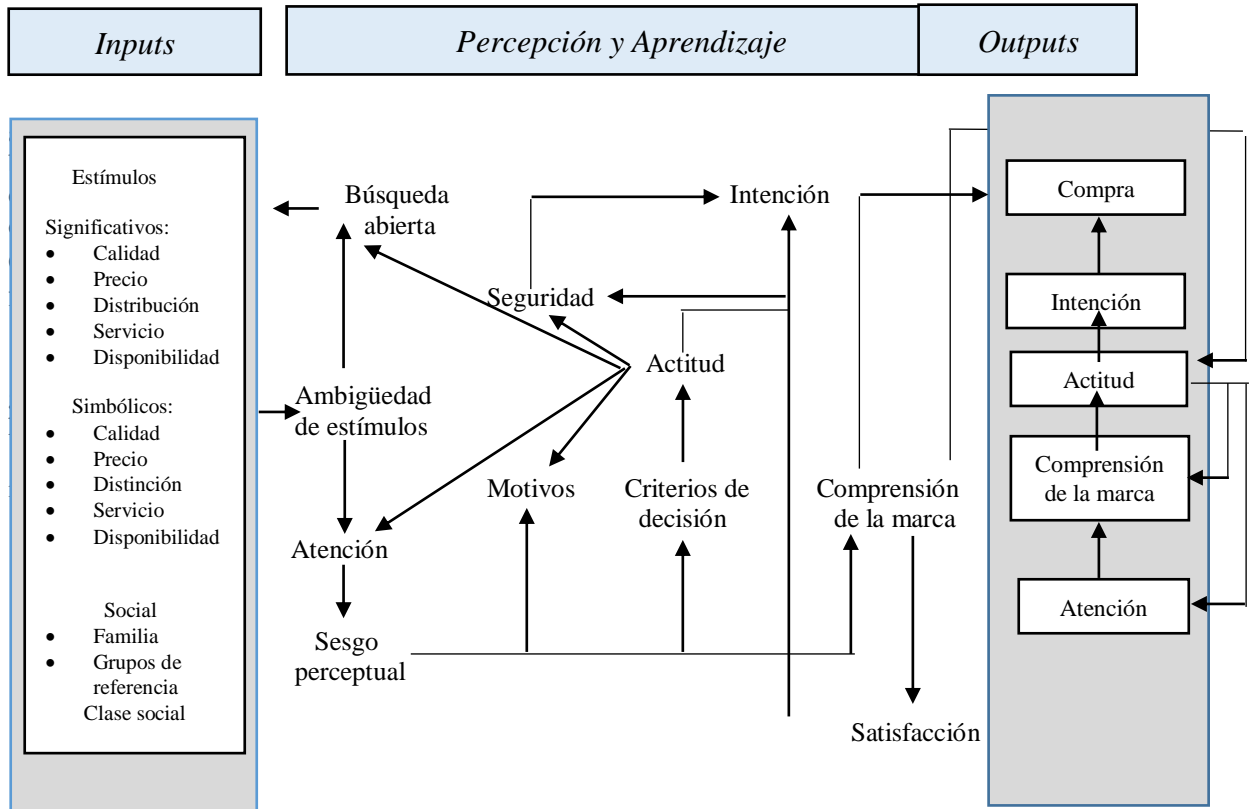 Inputs
Percepción y Aprendizaje
Outputs
Estímulos
Significativos:
• Calidad
• Precio
• Distribución
• Servicio
• Disponibilidad
Simbólicos:
• Calidad
• Precio
• Distinción
• Servicio
• Disponibilidad
Social
• Familia
• Grupos de
referencia
Clase social
Búsqueda
abierta
Ambigüedad
de estímulos
Atención
Sesgo
perceptual
Intención
Seguridad
Actitud
Motivos
Criterios de
decisión
Comprensión
de la marca
Satisfacción
Compra
Intención
Actitud
Comprensión
de la marca
Atención